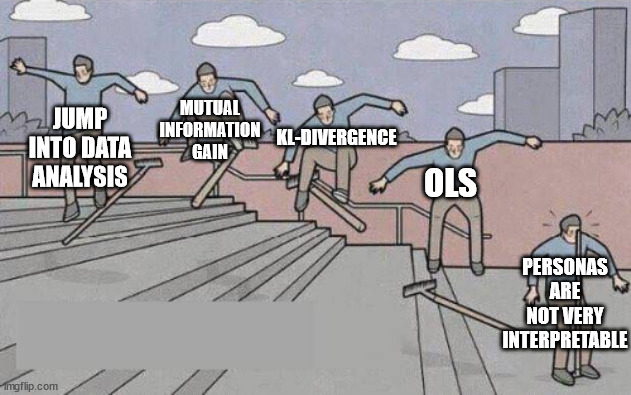 JUMP
INTO DATA
ANALYSIS
MUTUAL
INFORMATION
GAIN
KL-DIVERGENCE
OLS
PERSONAS
ARE
NOT VERY
INTERPRETABLE
imgflip.com